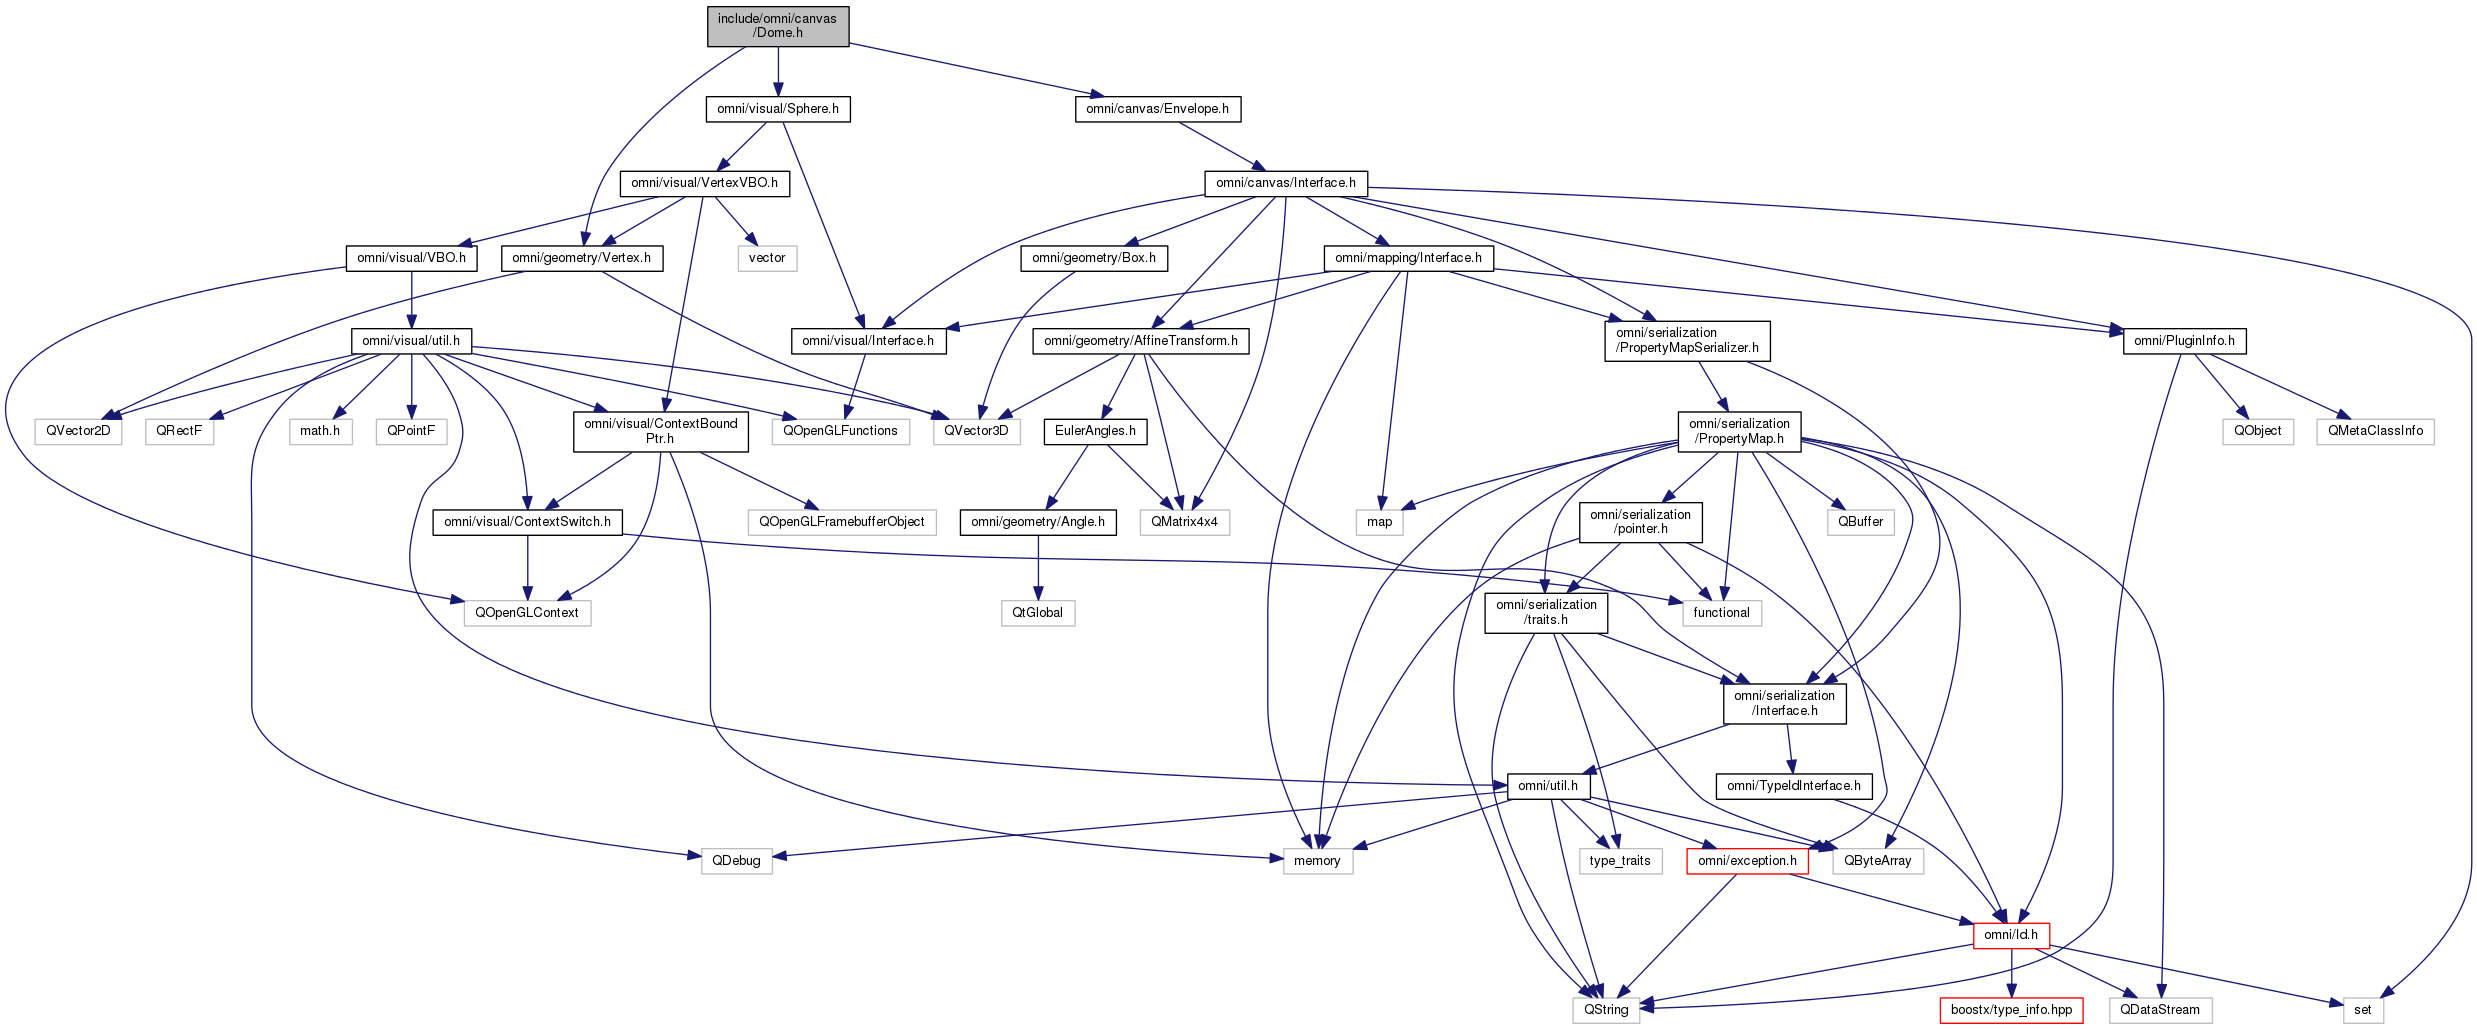 include/omni/canvas
/Dome.h
omni/visual/Sphere.h
omni/canvas/Envelope.h
omni/visual/VertexVBO.h
omni/canvas/Interface.h
omni/visual/VBO.h
omni/geometry/Vertex.h
vector
omni/geometry/Box.h
omni/mapping/Interface.h
omni/visual/util.h
omni/visual/Interface.h
omni/geometry/AffineTransform.h
omni/serialization
/PropertyMapSerializer.h
omni/PluginInfo.h
QVector2D
QRectF
math.h
QPointF
omni/visual/ContextBound
Ptr.h
QOpenGLFunctions
QVector3D
EulerAngles.h
omni/serialization
/PropertyMap.h
QObject
QMetaClassInfo
omni/visual/ContextSwitch.h
QOpenGLFramebufferObject
omni/geometry/Angle.h
QMatrix4x4
map
omni/serialization
/pointer.h
QBuffer
QOpenGLContext
QtGlobal
omni/serialization
/traits.h
functional
omni/serialization
/Interface.h
omni/util.h
omni/TypeIdInterface.h
QDebug
memory
type_traits
omni/exception.h
QByteArray
omni/Id.h
QString
boostx/type_info.hpp
QDataStream
set